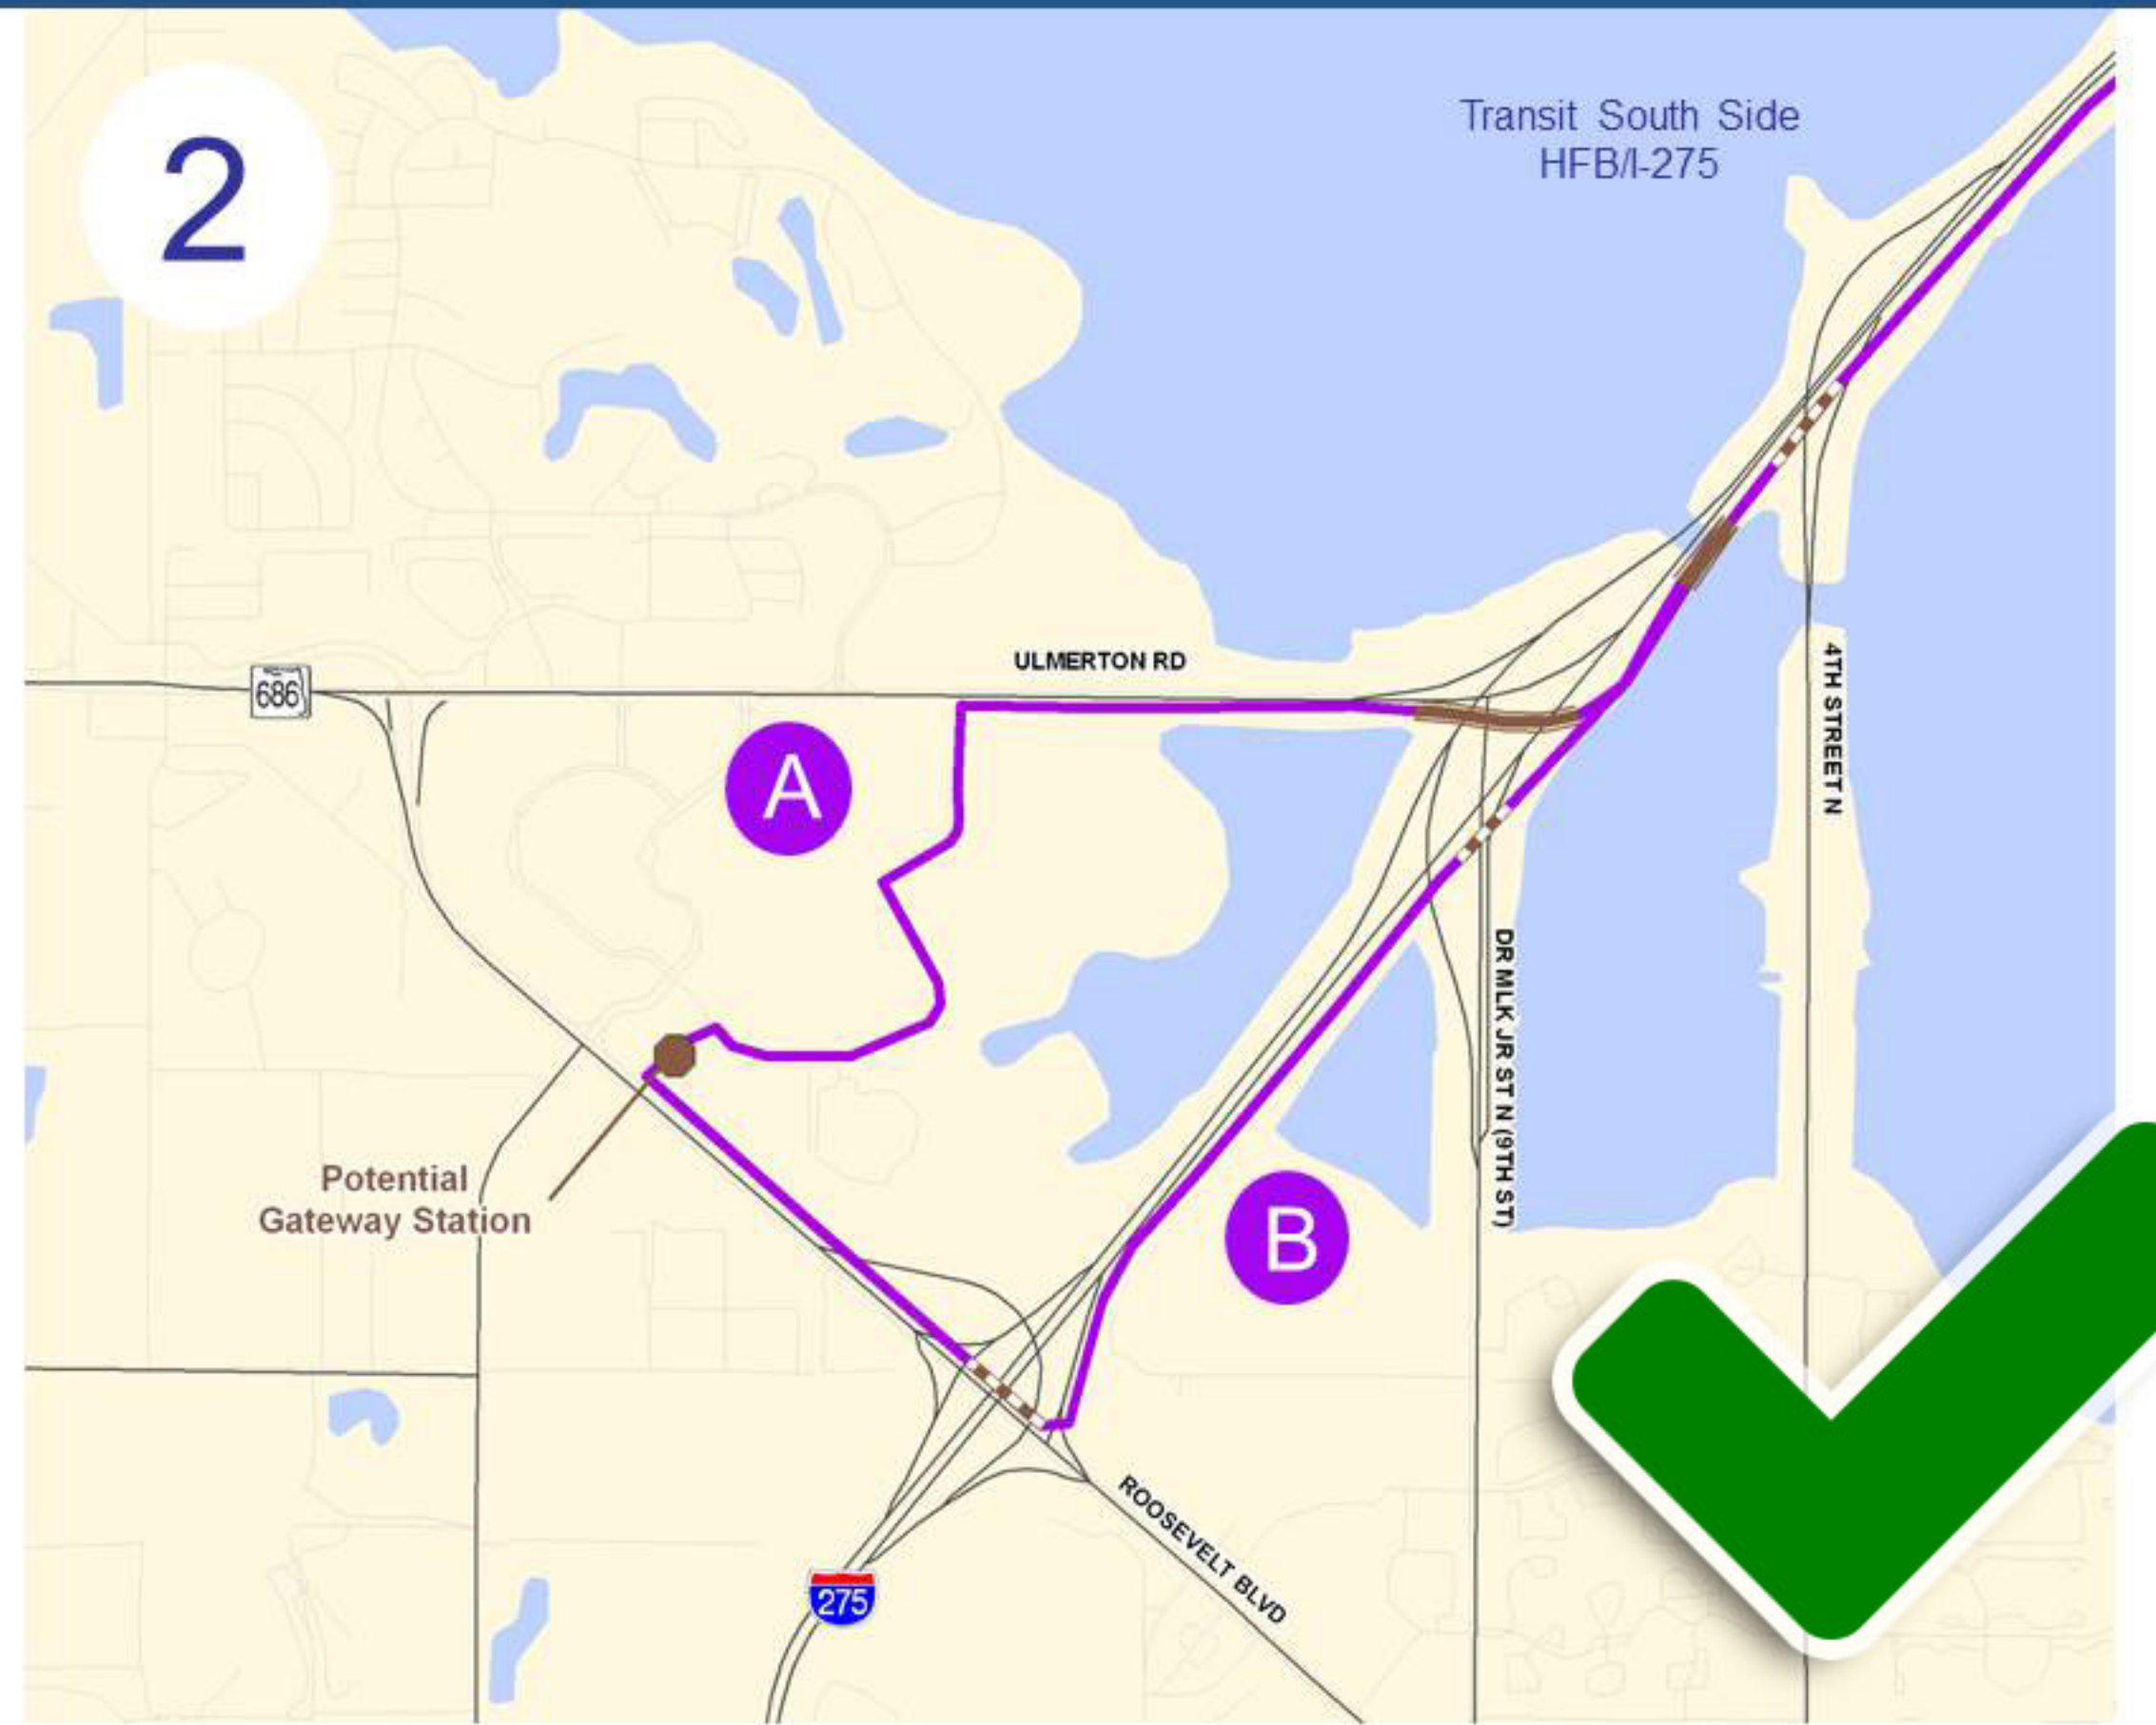 2
Transit South Side
HFB/I-275
ULMERTON RD
686
4TH STREET N
A
DR MLK JR ST N (9TH ST)
Potential
Gateway Station
B
ROOSEVELT BLVD
275